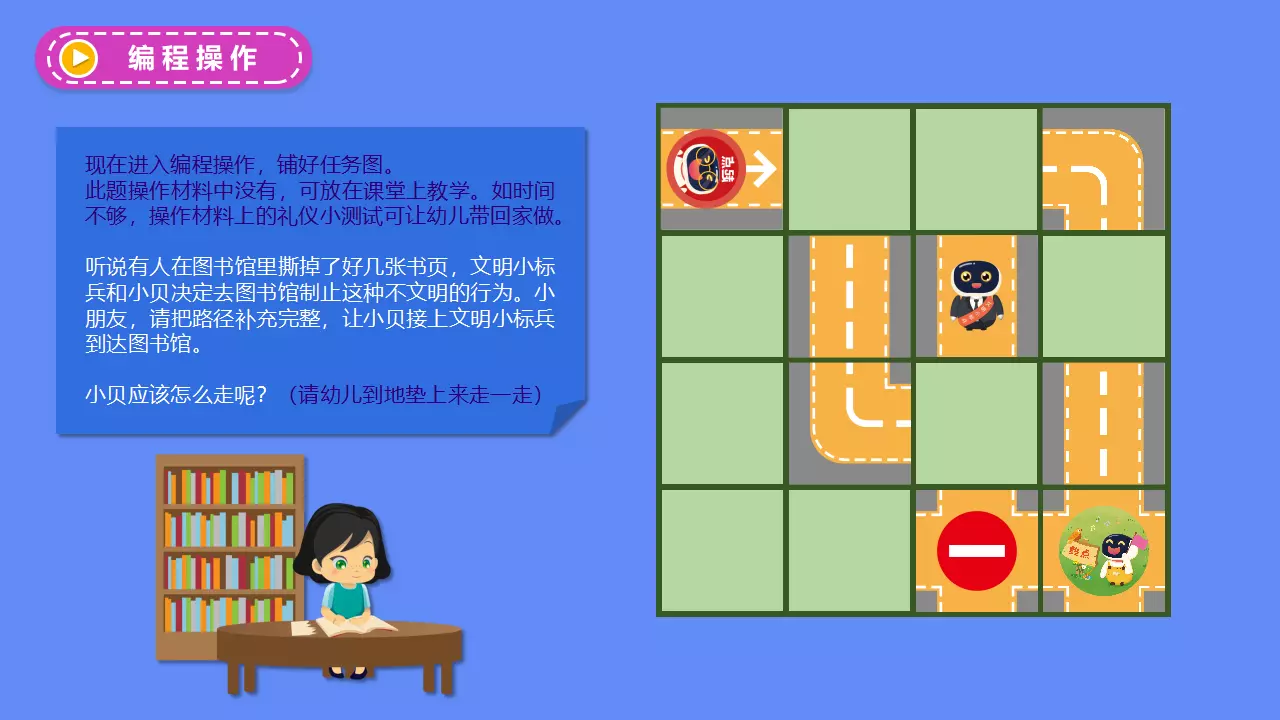 编程操作
现在进入编程操作，铺好任务图。
此题操作材料中没有，可放在课堂上教学。如时间
不够，操作材料上的礼仪小测试可让幼儿带回家做。
听说有人在图书馆里撕掉了好几张书页，文明小标
兵和小贝决定去图书馆制止这种不文明的行为。小
朋友，请把路径补充完整，让小贝接上文明小标兵
到达图书馆。
小贝应该怎么走呢？（请幼儿到地垫上来走一走）
起点
终点